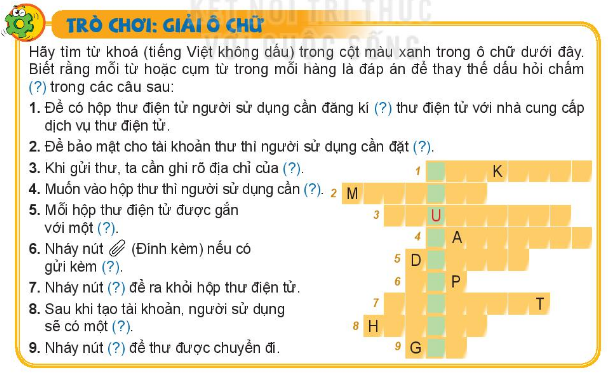 KẾT NỐI TRI THỨC
VỚI CUỘC SỐNG
TRÒ CHƠI: GIẢI Ô CHỮ
Hãy tìm từ khoá (tiếng Việt không dấu) trong cột màu xanh trong ô chữ dưới đây.
Biết rằng mỗi từ hoặc cụm từ trong mỗi hàng là đáp án để thay thế dấu hỏi chấm
(?) trong các câu sau:
1. Để có hộp thư điện tử người sử dụng cần đăng kí (?) thư điện tử với nhà cung cấp
dịch vụ thư điện tử.
2. Để bảo mật cho tài khoản thư thì người sử dụng cần đặt (?).
3. Khi gửi thư, ta cần ghi rõ địa chỉ của (?).
4. Muốn vào hộp thư thì người sử dụng cần (?).
5. Mỗi hộp thư điện tử được gắn
với một (?).
6. Nháy nút (Đính kèm) nếu có
gửi kèm (?).
7. Nháy nút (?) để ra khỏi hộp thư điện tử.
8. Sau khi tạo tài khoản, người sử dụng
sẽ có một (?).
9. Nháy nút (?) để thư được chuyển đi.
1 K
2 M
3 U
4 A
5 D
6 P
7 T
8 H
9 G